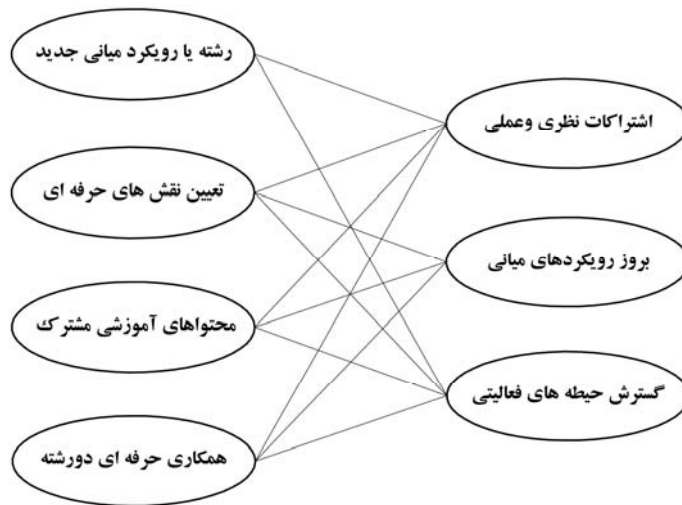 اشتراکات نظری وعملی
بروز رویکردهای میانی
گسترش حیطه های فعالیتی
رشته یا رویکرد میانی جدید
تعیین نقش های حرفه ای
محتواهای آموزشی مشترك
همکاری حرفه ای دورشته